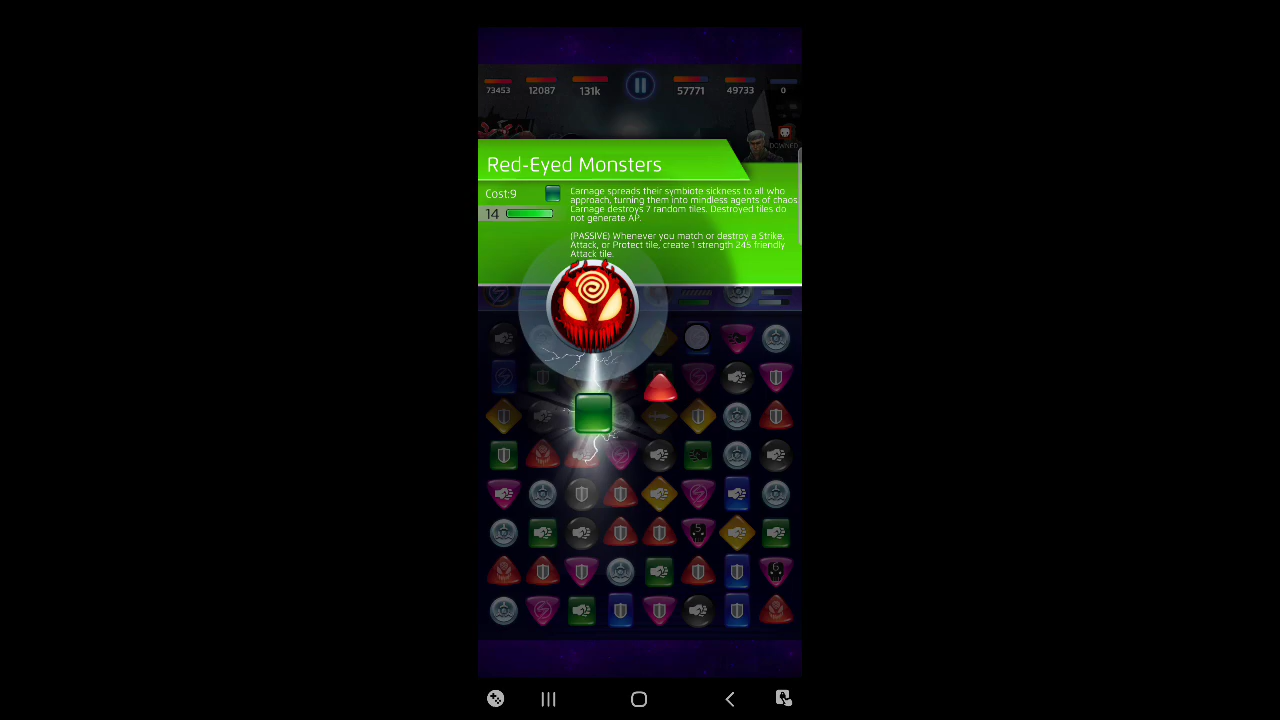 73453 12087 131k 57771 49733 0
DOWNED
Red-Eyed Monsters
Cost:9
14
Carnage spreads their symbiote sickness to all who
approach, turning them into mindless agents of chaos
Carnage destroys 7 random tiles. Destroyed tiles do
not generate AP.
(PASSIVE) Whenever you match or destroy a Strike,
Attack, or Protect tile, create 1 strength 245 friendly
Attack tile.
5
6